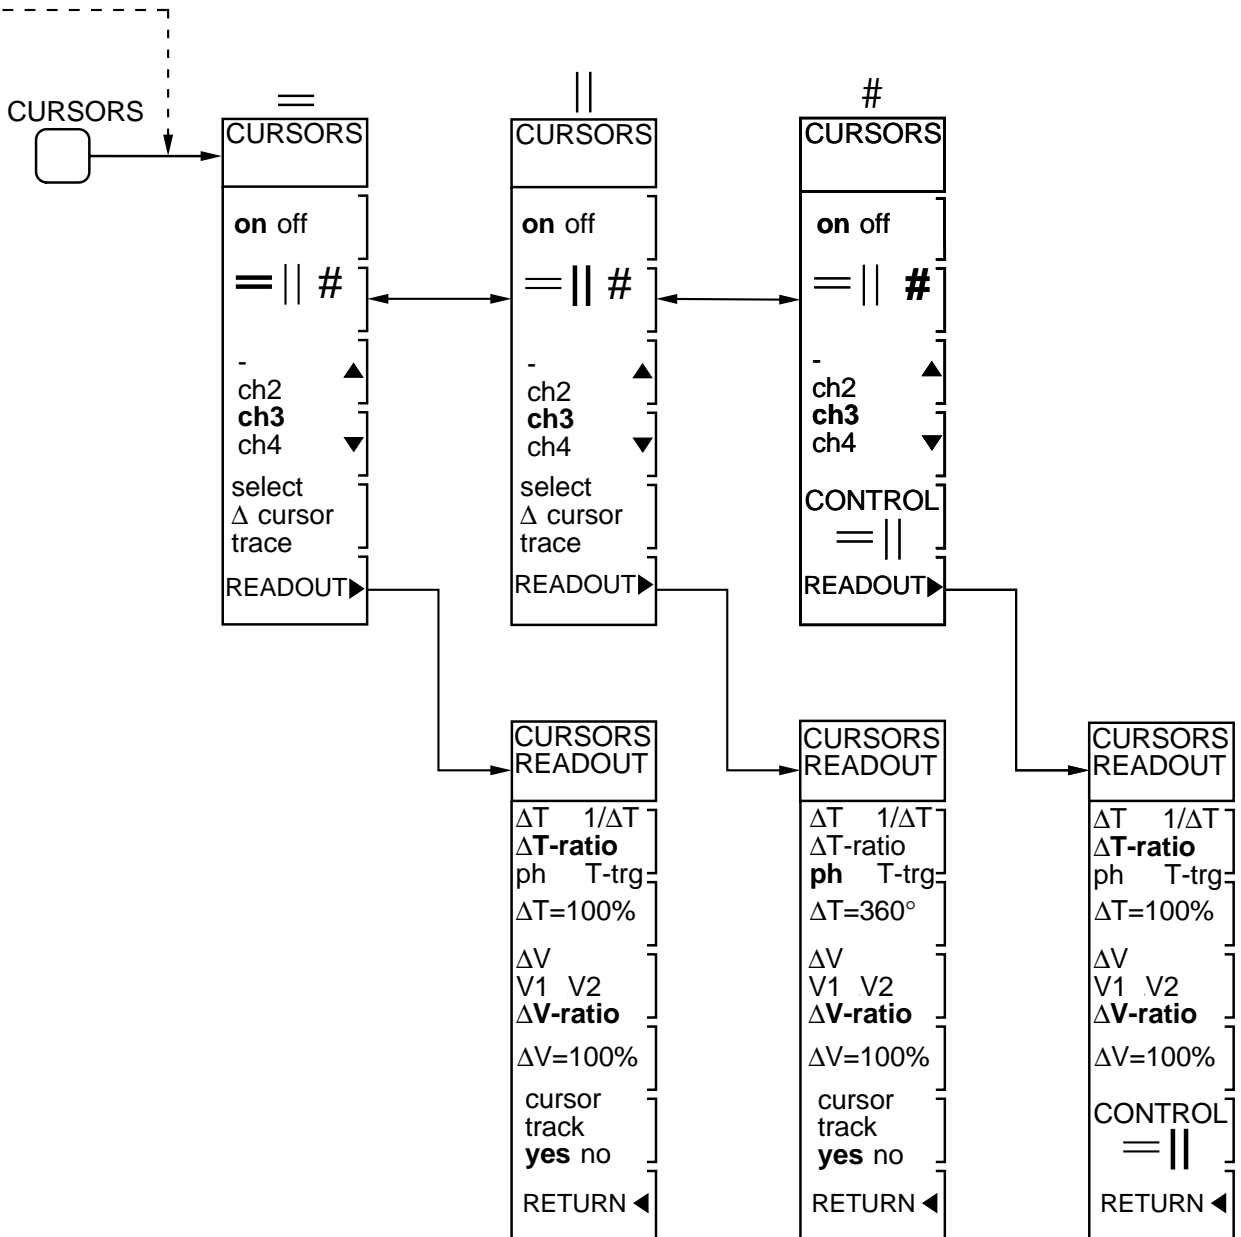 CURSORS
CURSORS
on off
= || #
-
ch2
ch3
ch4
select
Δ cursor
trace
READOUT
CURSORS
on off
= || #
-
ch2
ch3
ch4
select
Δ cursor
trace
READOUT
#
CURSORS
on off
= || #
-
ch2
ch3
ch4
CONTROL
= ||
READOUT
CURSORS
READOUT
ΔT 1/ΔT
ΔT-ratio
ph T-trg
ΔT=100%
ΔV
V1 V2
ΔV-ratio
ΔV=100%
cursor
track
yes no
RETURN
CURSORS
READOUT
ΔT 1/ΔT
ΔT-ratio
ph T-trg
ΔT=360°
ΔV
V1 V2
ΔV-ratio
ΔV=100%
cursor
track
yes no
RETURN
CURSORS
READOUT
ΔT 1/ΔT
ΔT-ratio
ph T-trg
ΔT=100%
ΔV
V1 V2
ΔV-ratio
ΔV=100%
CONTROL
= ||
RETURN